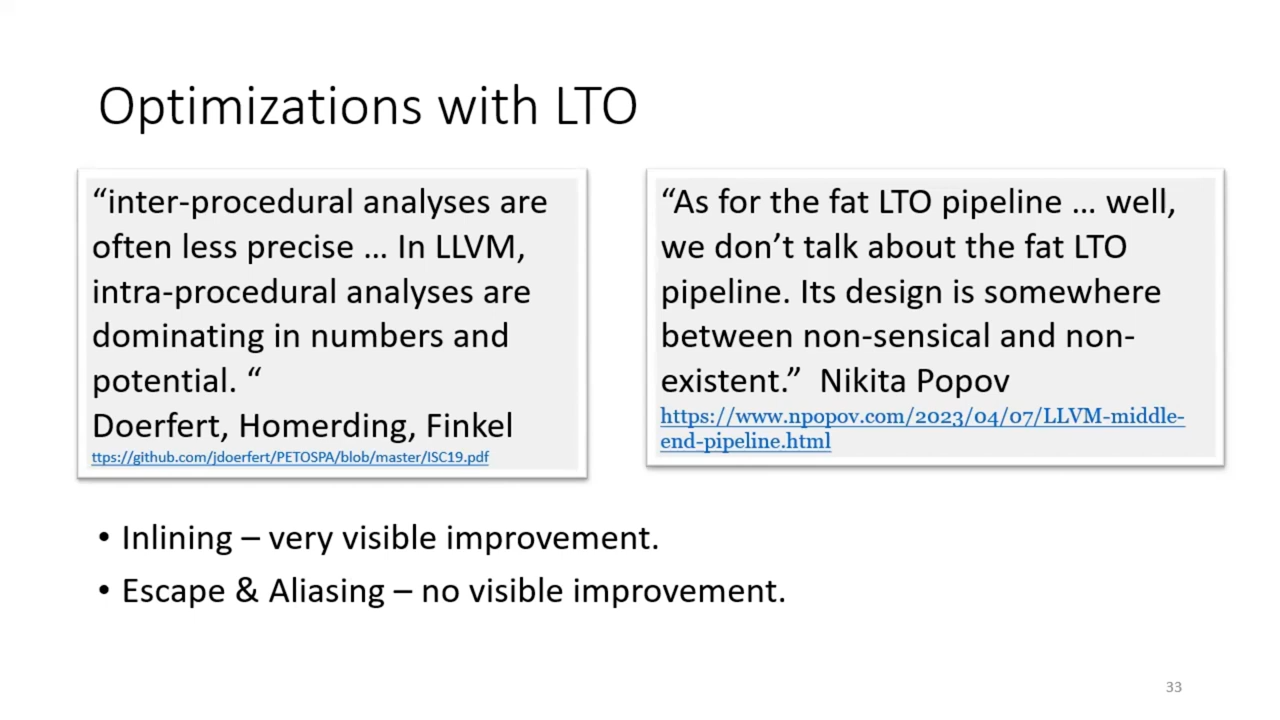 Optimizations with LTO
“inter-procedural analyses are
often less precise … In LLVM,
intra-procedural analyses are
dominating in numbers and
potential. “
Doerfert, Homerding, Finkel
ttps://github.com/jdoerfert/PETOSPA/blob/master/ISC19.pdf
“As for the fat LTO pipeline … well,
we don’t talk about the fat LTO
pipeline. Its design is somewhere
between non-sensical and non-
existent.” Nikita Popov
https://www.npopov.com/2023/04/07/LLVM-middle-
end-pipeline.html
• Inlining – very visible improvement.
• Escape & Aliasing – no visible improvement.
33